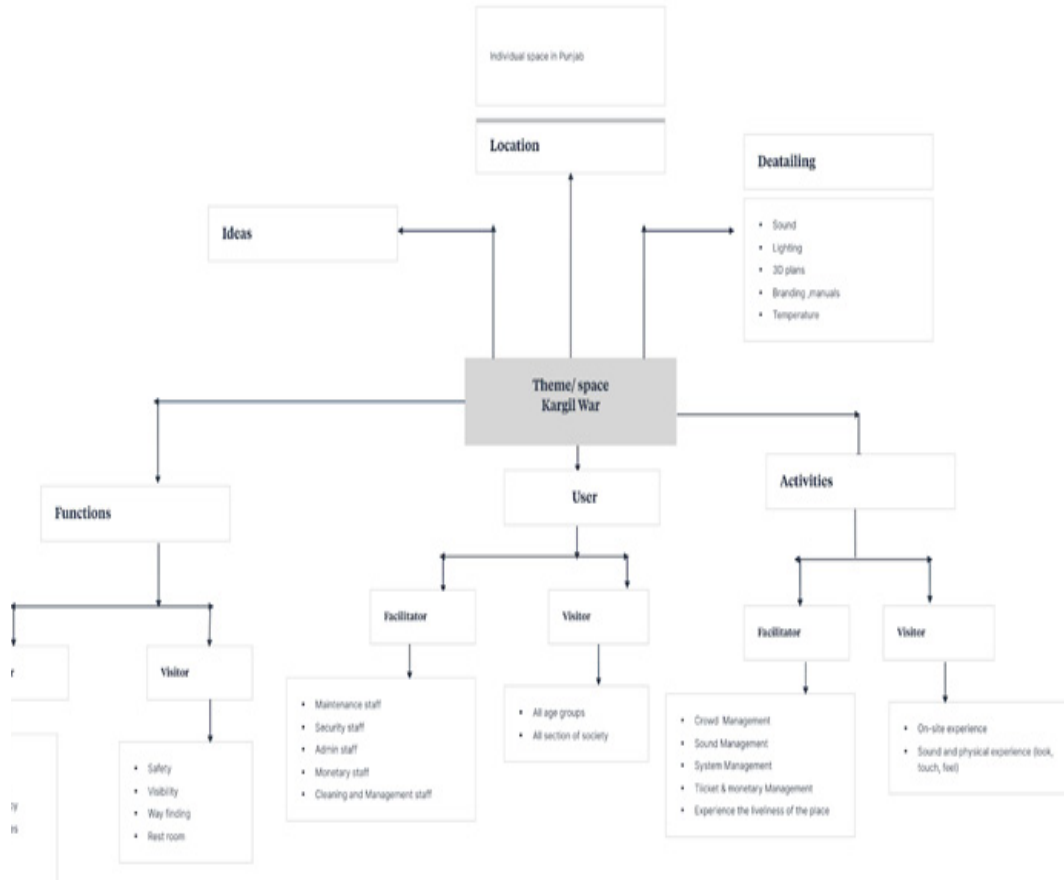 Individual space in Punjab
Location
Deatailing
Sound
Lighting
3D plans
Branding ,manuals
Temperature
Ideas
Theme/ space
Kargil War
Functions
User
Activities
Visitor
Safety
Visibility
Way finding
Rest room
Facilitator
Maintenance staff
Security staff
Admin staff
Monetary staff
Cleaning and Management staff
Visitor
All age groups
All section of society
Facilitator
Crowd Management
Sound Management
System Management
Tiicket & monetary Management
Experience the liveliness of the place
Visitor
On-site experience
Sound and physical experience (look,
touch, feel)